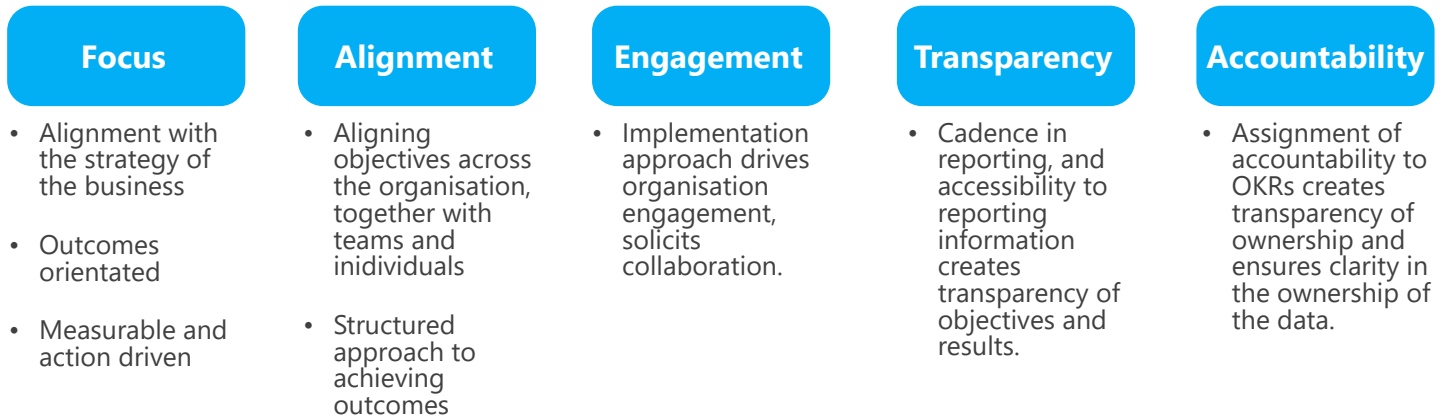 Focus
• Alignment with
the strategy of
the business
• Outcomes
orientated
• Measurable and
action driven
Alignment
• Aligning
objectives across
the organisation,
together with
teams and
inidividuals
• Structured
approach to
achieving
outcomes
Engagement
• Implementation
approach drives
organisation
engagement,
solicits
collaboration.
Transparency
• Cadence in
reporting, and
accessibility to
reporting
information
creates
transparency of
objectives and
results.
Accountability
• Assignment of
accountability to
OKRs creates
transparency of
ownership and
ensures clarity in
the ownership of
the data.